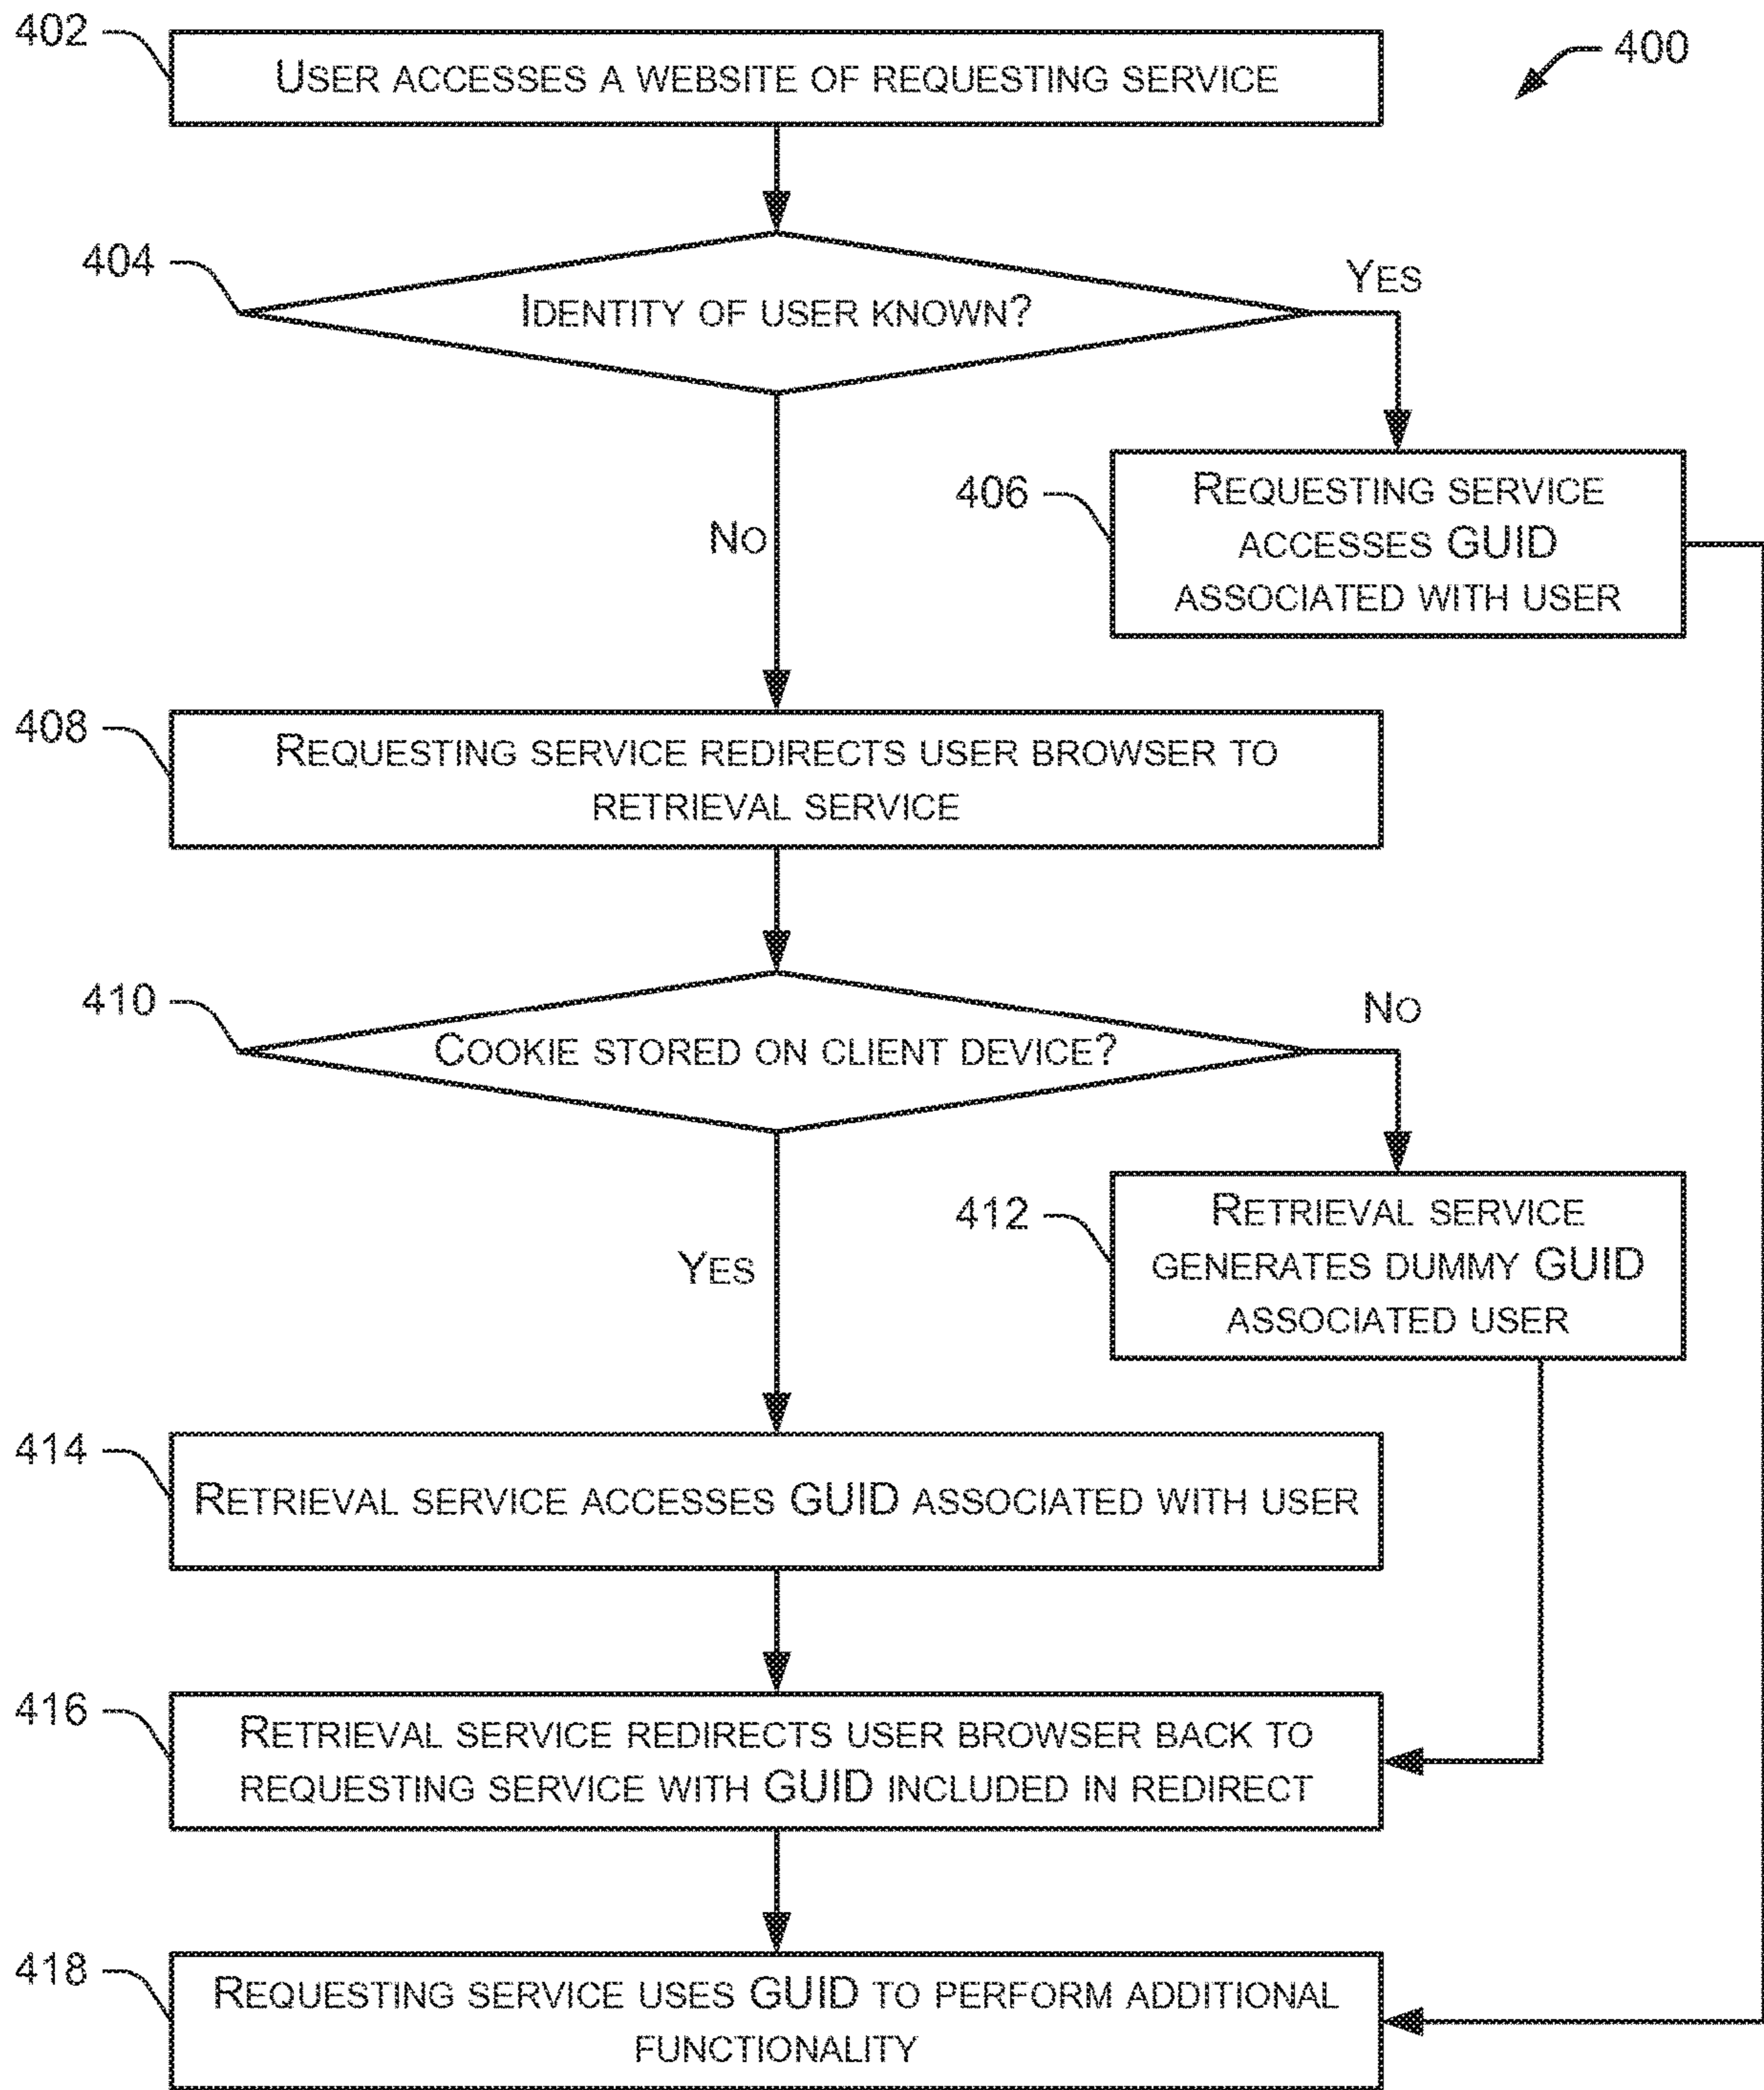 402
USER ACCESSES A WEBSITE OF REQUESTING SERVICE
400
404
IDENTITY OF USER KNOWN?
YES
NO
406
REQUESTING SERVICE
ACCESSES GUID
ASSOCIATED WITH USER
408
REQUESTING SERVICE REDIRECTS USER BROWSER TO
RETRIEVAL SERVICE
410
COOKIE STORED ON CLIENT DEVICE?
NO
YES
412
RETRIEVAL SERVICE
GENERATES DUMMY GUID
ASSOCIATED USER
414
RETRIEVAL SERVICE ACCESSES GUID ASSOCIATED WITH USER
416
RETRIEVAL SERVICE REDIRECTS USER BROWSER BACK TO
REQUESTING SERVICE WITH GUID INCLUDED IN REDIRECT
418
REQUESTING SERVICE USES GUID TO PERFORM ADDITIONAL
FUNCTIONALITY